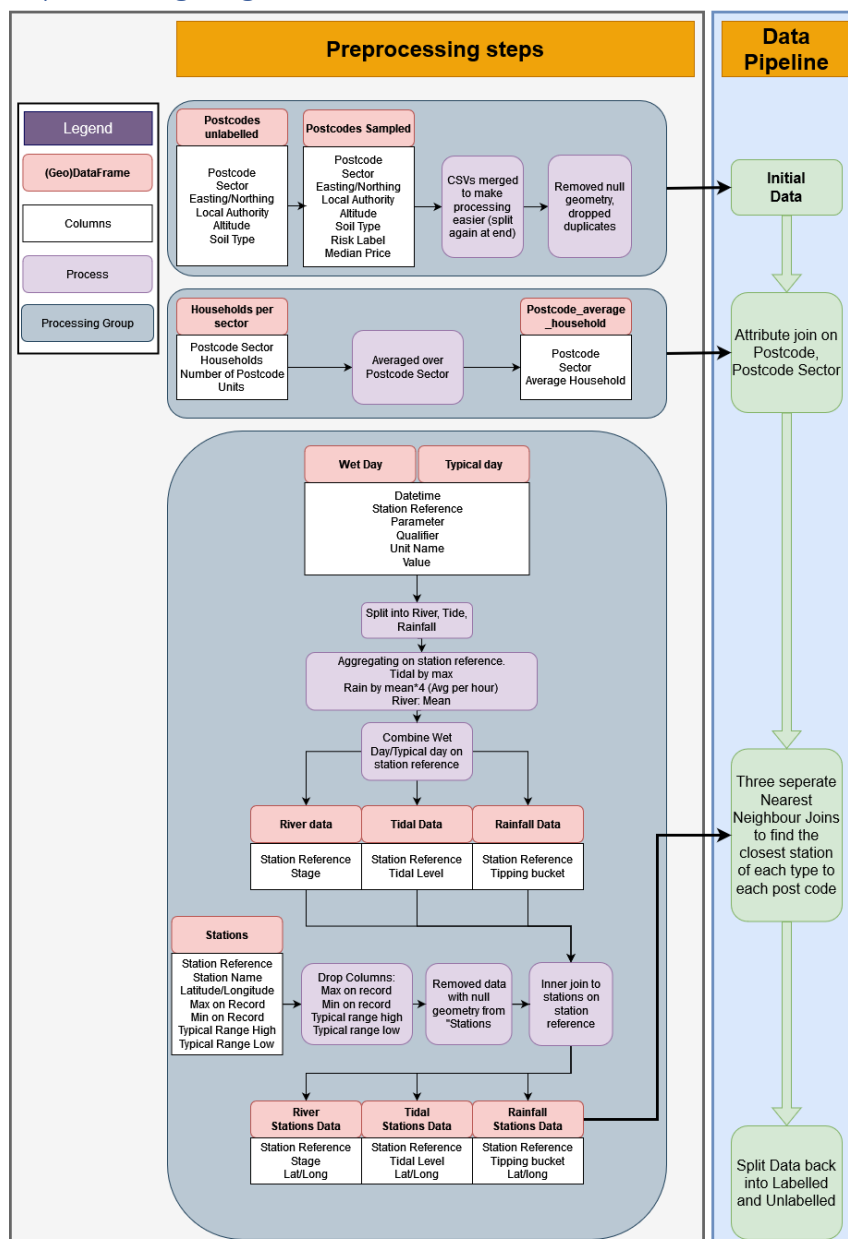 Preprocessing steps
Data
Pipeline
Legend
(Geo)DataFrame
Columns
Process
Processing Group
Postcodes
unlabelled
Postcode
Sector
Easting/Northing
Local Authority
Altitude
Soil Type
Postcodes Sampled
Postcode
Sector
Easting/Northing
Local Authority
Altitude
Soil Type
Risk Label
Median Price
CSVs merged
to make
processing
easier (split
again at end)
Removed null
geometry,
dropped
duplicates
Initial
Data
Households per
sector
Postcode Sector
Households
Number of Postcode
Units
Averaged over
Postcode Sector
Postcode_average
_household
Postcode
Sector
Average Household
Attribute join on
Postcode,
Postcode Sector
Wet Day
Typical day
Datetime
Station Reference
Parameter
Qualifier
Unit Name
Value
Split into River, Tide,
Rainfall
Aggregating on station reference.
Tidal by max
Rain by mean*4 (Avg per hour)
River: Mean
Combine Wet
Day/Typical day on
station reference
River data
Station Reference
Stage
Tidal Data
Station Reference
Tidal Level
Rainfall Data
Station Reference
Tipping bucket
Three seperate
Nearest
Neighbour Joins
to find the
closest station
of each type to
each post code
Stations
Station Reference
Station Name
Latitude/Longitude
Max on Record
Min on Record
Typical Range High
Typical Range Low
Drop Columns:
Max on record
Min on record
Typical range high
Typical range low
Removed data
with null
geometry from
"Stations
Inner join to
stations on
station
reference
River
Stations Data
Station Reference
Stage
Lat/Long
Tidal
Stations Data
Station Reference
Tidal Level
Lat/Long
Rainfall
Stations Data
Station Reference
Tipping bucket
Lat/long
Split Data back
into Labelled
and Unlabelled